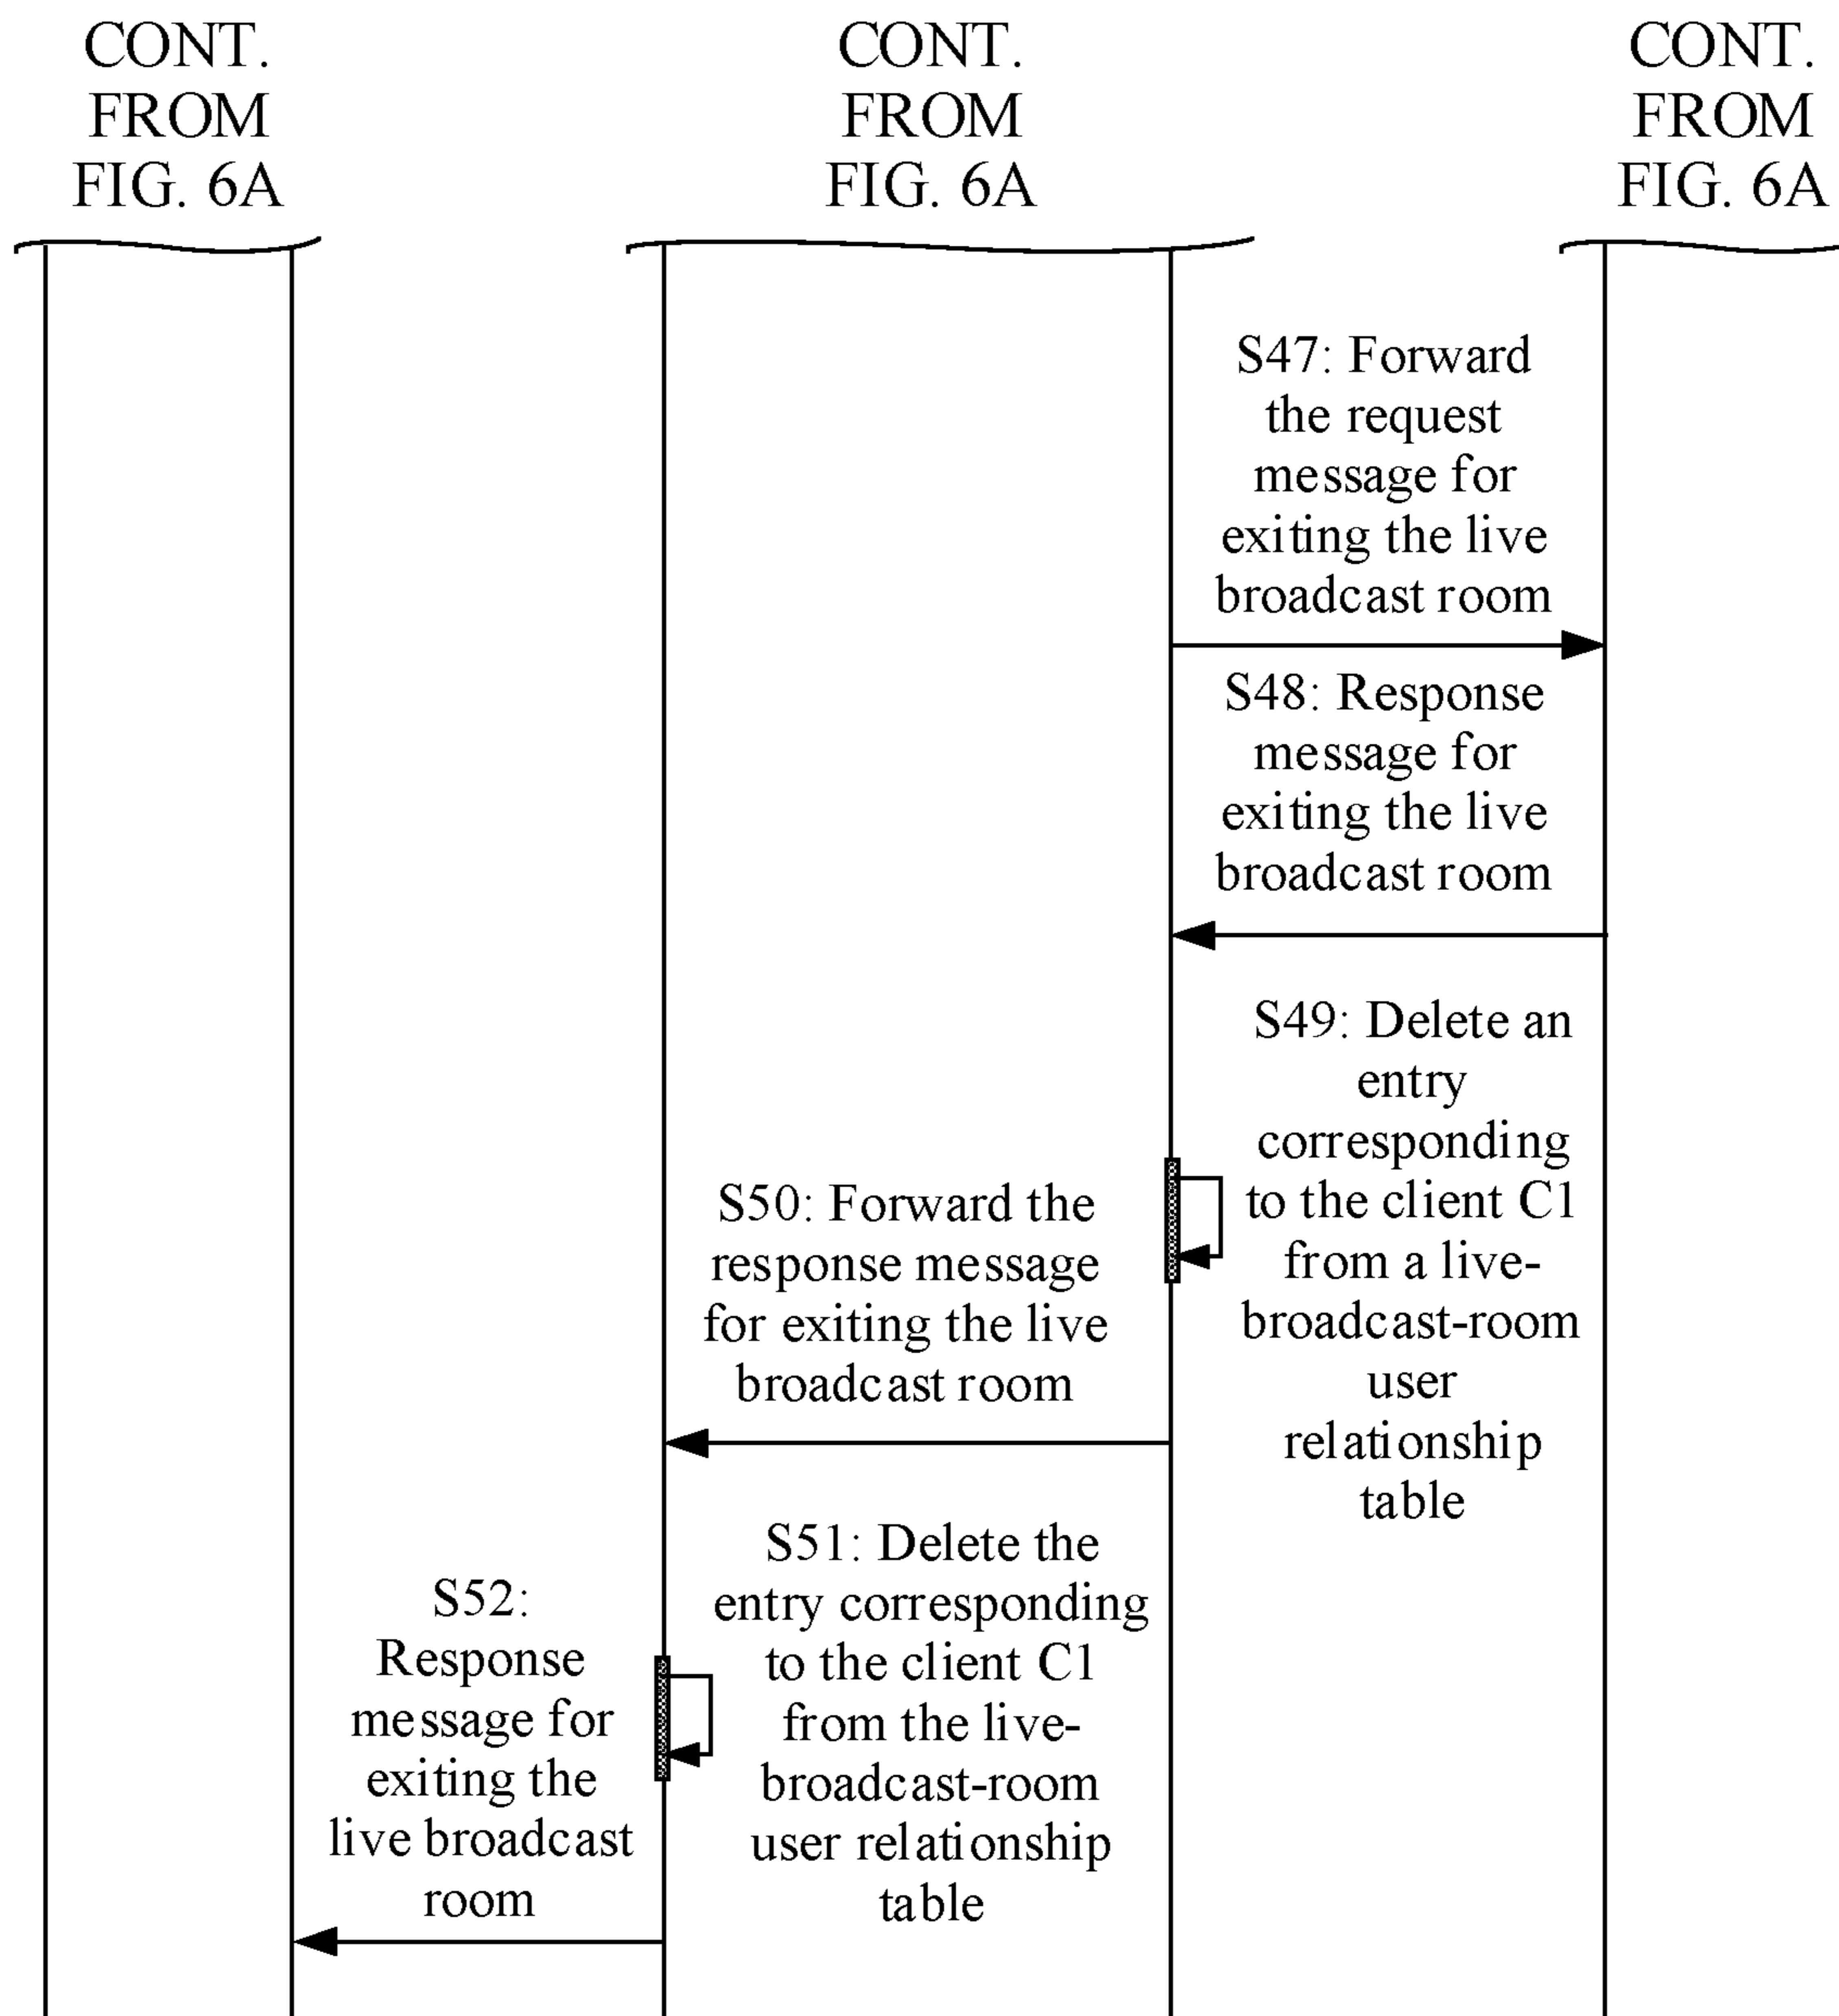 CONT.
FROM
FIG. 6A
CONT.
FROM
FIG. 6A
CONT.
FROM
FIG. 6A
S47: Forward
the request
message for
exiting the live
broadcast room
S48: Response
message for
exiting the live
broadcast room
S49: Delete an
entry
corresponding
to the client C1
from a live-
broadcast-room
user
relationship
table
S50: Forward the
response message
for exiting the live
broadcast room
S51: Delete the
entry corresponding
to the client C1
from the live-
broadcast-room
user relationship
table
S52:
Response
message for
exiting the
live broadcast
room